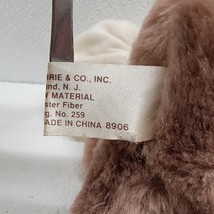 RIE & CO., INC.
nd, N. J.
MATERIAL
ster Fiber
g. No. 259
ADE IN CHINA 8906